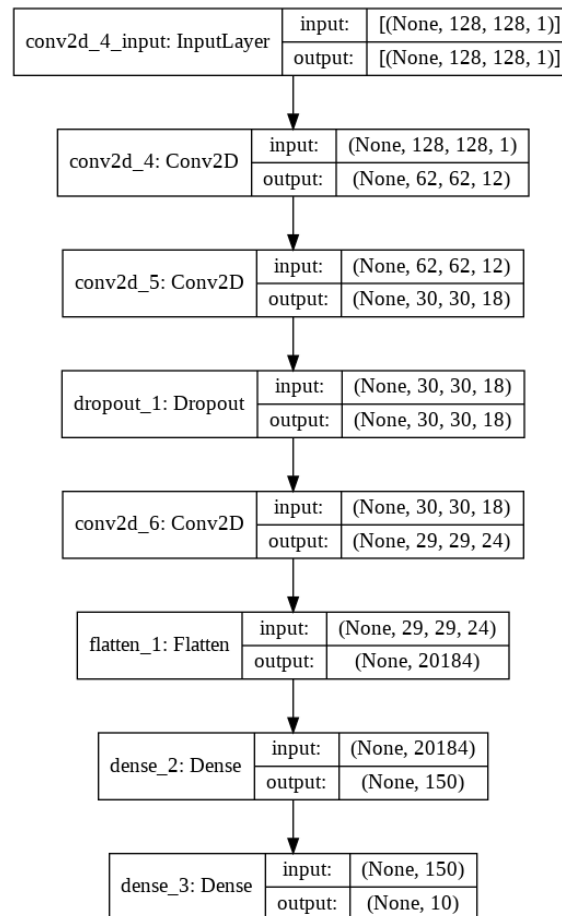 conv2d_4_input: InputLayer
input: [(None, 128, 128, 1)]
output: [(None, 128, 128, 1)]
conv2d_4: Conv2D
input: (None, 128, 128, 1)
output: (None, 62, 62, 12)
conv2d_5: Conv2D
input: (None, 62, 62, 12)
output: (None, 30, 30, 18)
dropout_1: Dropout
input: (None, 30, 30, 18)
output: (None, 30, 30, 18)
conv2d_6: Conv2D
input: (None, 30, 30, 18)
output: (None, 29, 29, 24)
flatten_1: Flatten
input: (None, 29, 29, 24)
output: (None, 20184)
dense_2: Dense
input: (None, 20184)
output: (None, 150)
dense_3: Dense
input: (None, 150)
output: (None, 10)